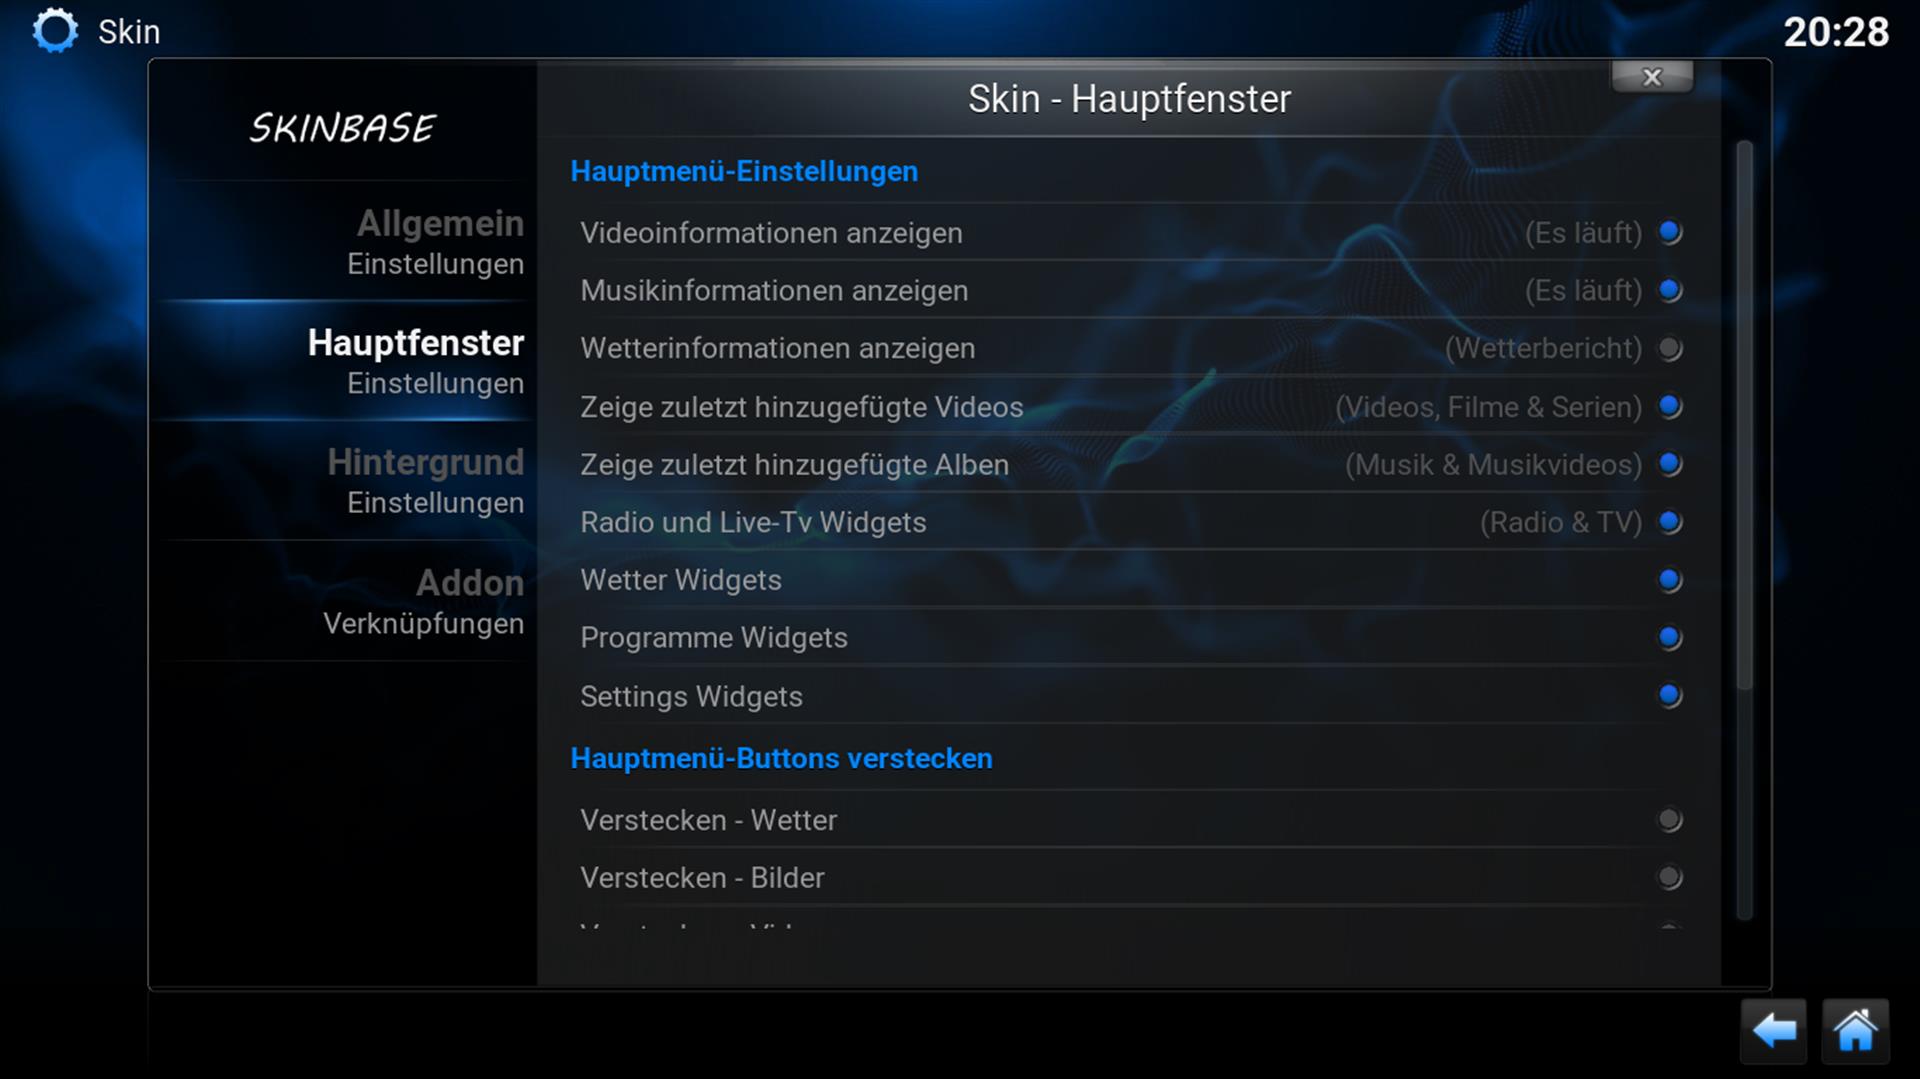 Skin
20:28
SKINBASE
Skin - Hauptfenster
Allgemein
Einstellungen
Hauptfenster
Einstellungen
Hintergrund
Einstellungen
Addon
Verknüpfungen
Hauptmenü-Einstellungen
Videoinformationen anzeigen (Es läuft)
Musikinformationen anzeigen (Es läuft)
Wetterinformationen anzeigen (Wetterbericht)
Zeige zuletzt hinzugefügte Videos (Videos, Filme & Serien)
Zeige zuletzt hinzugefügte Alben (Musik & Musikvideos)
Radio und Live-Tv Widgets (Radio & TV)
Wetter Widgets
Programme Widgets
Settings Widgets
Hauptmenü-Buttons verstecken
Verstecken - Wetter
Verstecken - Bilder